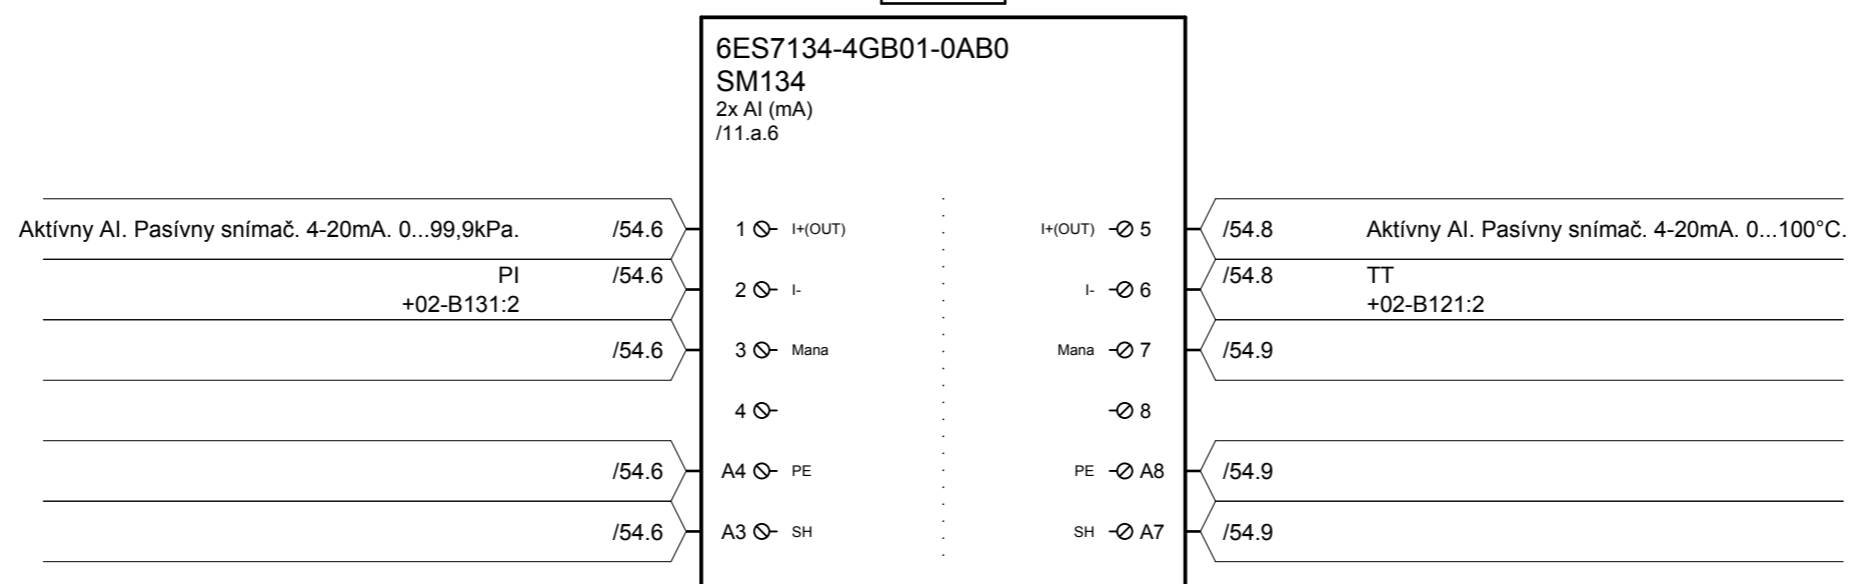 6ES7134-4GB01-0AB0
SM134
2x AI (mA)
/11.a.6
Aktívny AI. Pasívny snímač. 4-20mA. 0...99,9kPa. /54.6 1 I+(OUT) I+(OUT) 5 /54.8 Aktívny AI. Pasívny snímač. 4-20mA. 0...100°C.
PI /54.6 2 I- I- 6 /54.8 TT
+02-B131:2 +02-B121:2
/54.6 3 Mana Mana 7 /54.9
4 8
/54.6 A4 PE PE A8 /54.9
/54.6 A3 SH SH A7 /54.9